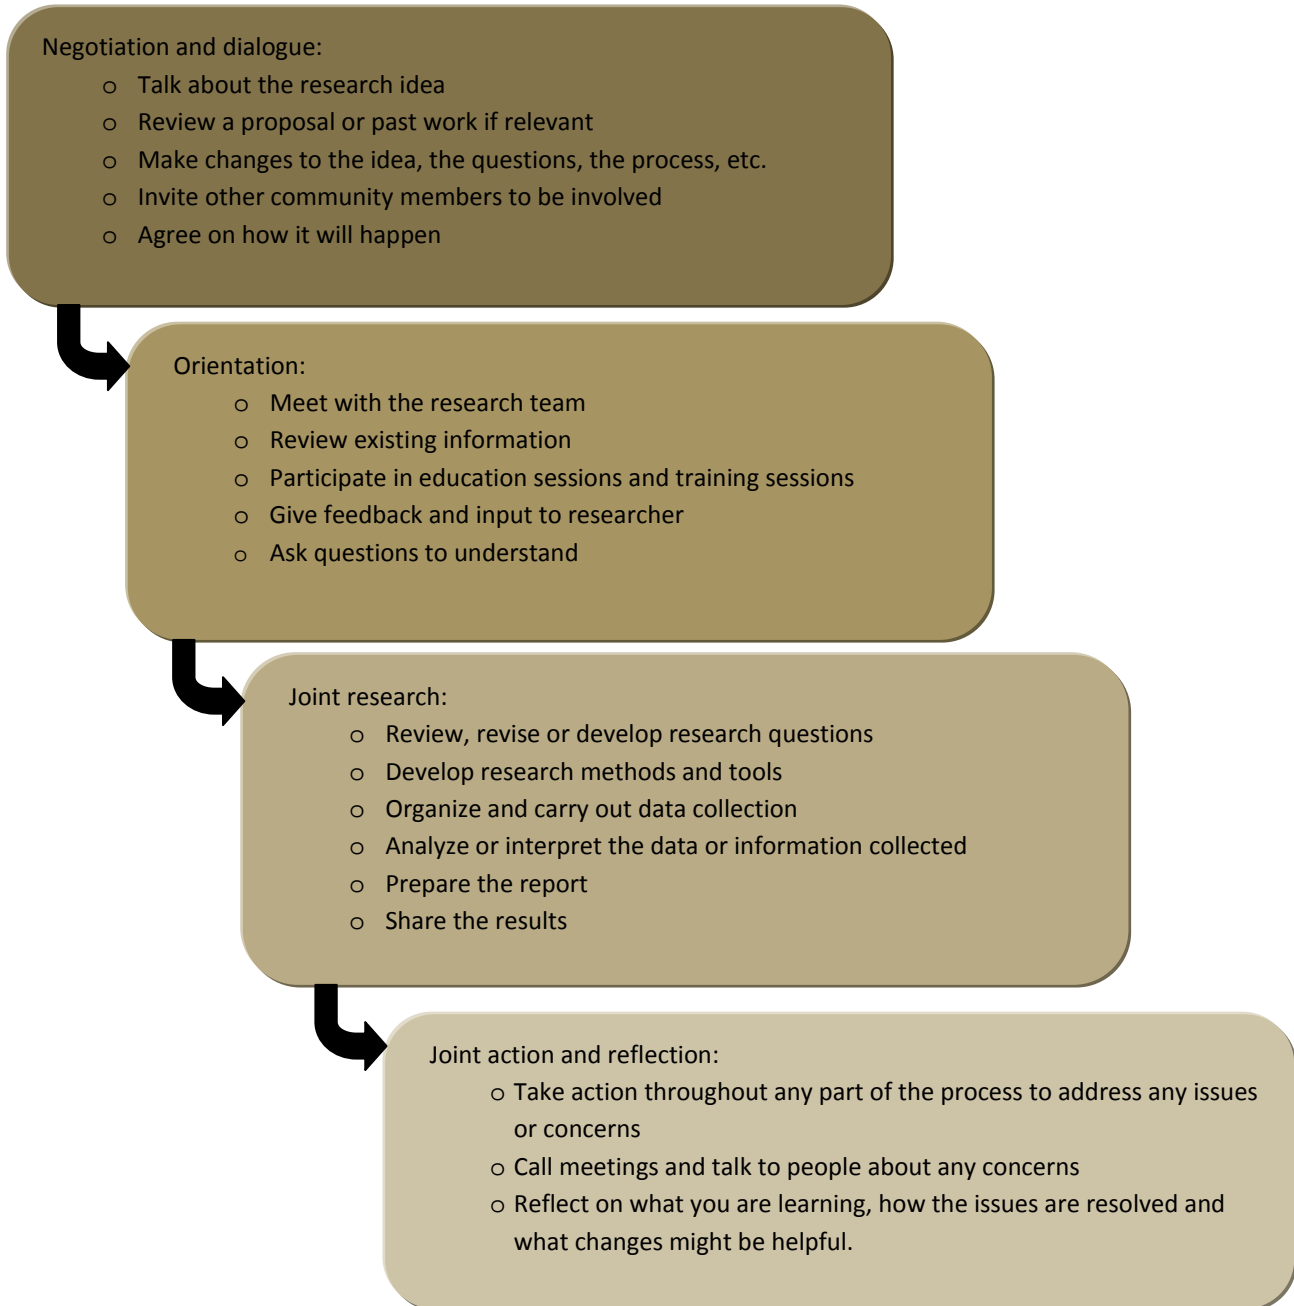 Negotiation and dialogue:
o Talk about the research idea
o Review a proposal or past work if relevant
o Make changes to the idea, the questions, the process, etc.
o Invite other community members to be involved
o Agree on how it will happen
Orientation:
o Meet with the research team
o Review existing information
o Participate in education sessions and training sessions
o Give feedback and input to researcher
o Ask questions to understand
Joint research:
o Review, revise or develop research questions
o Develop research methods and tools
o Organize and carry out data collection
o Analyze or interpret the data or information collected
o Prepare the report
o Share the results
Joint action and reflection:
o Take action throughout any part of the process to address any issues
or concerns
o Call meetings and talk to people about any concerns
o Reflect on what you are learning, how the issues are resolved and
what changes might be helpful.